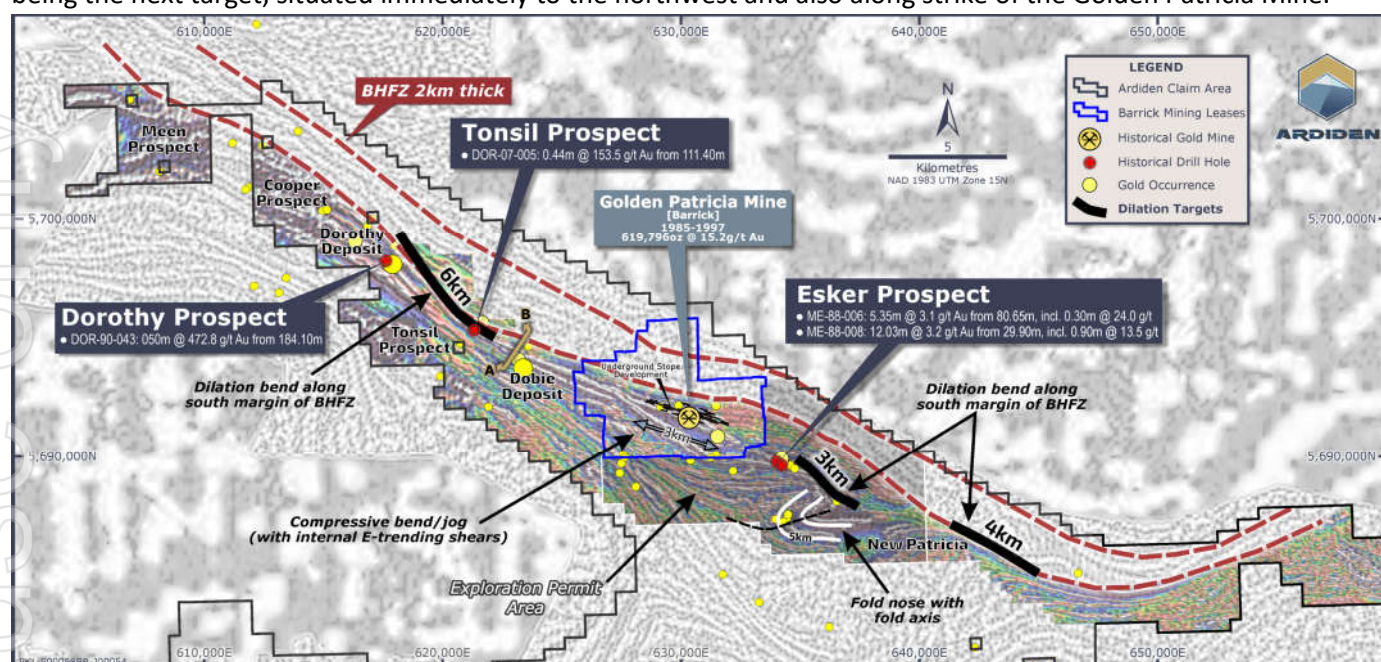 being the next target, situated immediately to the northwest and also along strike of the Golden Patricia Mine.
610,000E
620,000E
630,000E
640,000E
650,000E
BHFZ 2km thick
Tonsil Prospect
• DOR-07-005: 0.44m @ 153.5 g/t Au from 111.40m
N
5
Kilometres
NAD 1983 UTM Zone 15N
LEGEND
Ardiden Claim Area
Barrick Mining Leases
Historical Gold Mine
Historical Drill Hole
Gold Occurrence
Dilation Targets
ARDIDEN
Meen
Prospect
Cooper
Prospect
Dorothy
Deposit
5,700,000N
5,700,000N
Golden Patricia Mine
[Barrick]
1985-1997
619,796oz @ 15.2g/t Au
6km
Dorothy Prospect
• DOR-90-043: 050m @ 472.8 g/t Au from 184.10m
Tonsil
Prospect
B
A
Dobie
Deposit
Esker Prospect
• ME-88-006: 5.35m @ 3.1 g/t Au from 80.65m, incl. 0.30m @ 24.0 g/t
• ME-88-008: 12.03m @ 3.2 g/t Au from 29.90m, incl. 0.90m @ 13.5 g/t
Underground Stope
Development
3km
Dilation bend along
south margin of BHFZ
Dilation bend along
south margin of BHFZ
5,690,000N
5,690,000N
3km
Compressive bend/jog
(with internal E-trending shears)
5km
New Patricia
4km
Exploration Permit
Area
Fold nose with
fold axis
610,000E
620,000E
630,000E
640,000E
650,000E